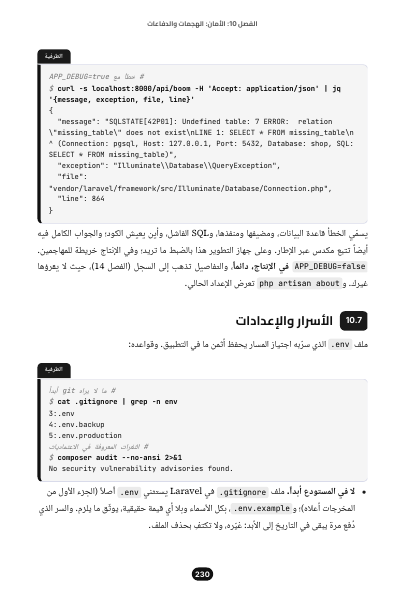 الفصل 10: الأمان: الهجمات والدفاعات
الطرفية
# خطأ مع APP_DEBUG=true
$ curl -s localhost:8000/api/boom -H 'Accept: application/json' | jq
'{message, exception, file, line}'
{
"message": "SQLSTATE[42P01]: Undefined table: 7 ERROR:  relation
\"missing_table\" does not exist\nLINE 1: SELECT * FROM missing_table\n
^ (Connection: pgsql, Host: 127.0.0.1, Port: 5432, Database: shop, SQL:
SELECT * FROM missing_table)",
"exception": "Illuminate\\Database\\QueryException",
"file":
"vendor/laravel/framework/src/Illuminate/Database/Connection.php",
"line": 864
}
يسمّي الخطأ قاعدة البيانات، ومضيفها ومنفذها، وSQL الفاشل، وأين يعيش الكود؛ والجواب الكامل فيه
أيضاً تتبع مكدس عبر الإطار. وعلى جهاز التطوير هذا بالضبط ما تريد؛ وفي الإنتاج خريطة للمهاجمين.
APP_DEBUG=false في الإنتاج، دائماً، والتفاصيل تذهب إلى السجل (الفصل 14)، حيث لا يقرؤها
غيرك. و php artisan about تعرض الإعداد الحالي.
10.7 الأسرار والإعدادات
ملف .env الذي سرّبه اجتياز المسار يحفظ أثمن ما في التطبيق. وقواعده:
الطرفية
# ما لا يراه git أبداً
$ cat .gitignore | grep -n env
3:.env
4:.env.backup
5:.env.production
# الثغرات المعروفة في الاعتماديات
$ composer audit --no-ansi 2>&1
No security vulnerability advisories found.
• لا في المستودع أبداً. ملف .gitignore في Laravel يستثني .env أصلاً (الجزء الأول من
المخرجات أعلاه)؛ و .env.example، بكل الأسماء وبلا أي قيمة حقيقية، يوثّق ما يلزم. والسر الذي
دُفع مرة يبقى في التاريخ إلى الأبد: غيّره، ولا تكتفِ بحذف الملف.
230